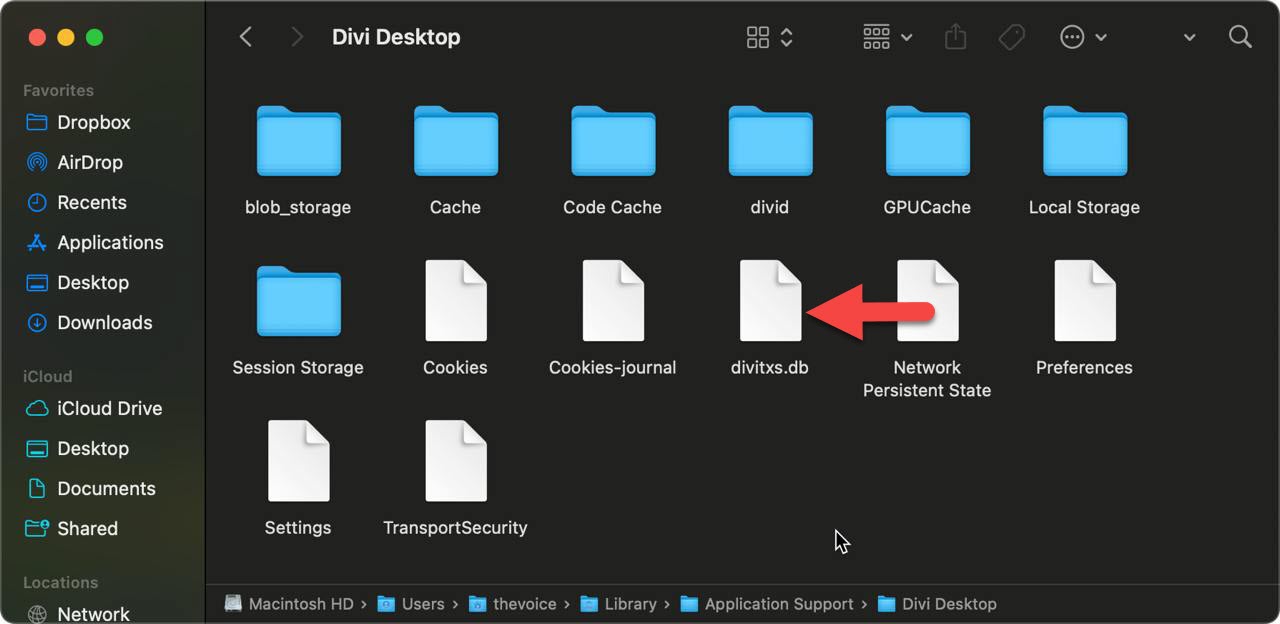 Divi Desktop
Favorites
Dropbox
AirDrop
Recents
Applications
Desktop
Downloads
iCloud
iCloud Drive
Desktop
Documents
Shared
Locations
Network
blob_storage
Cache
Code Cache
divid
GPUCache
Local Storage
Session Storage
Cookies
Cookies-journal
divitxs.db
Network
Persistent State
Preferences
Settings
TransportSecurity
Macintosh HD › Users › thevoice › Library › Application Support › Divi Desktop